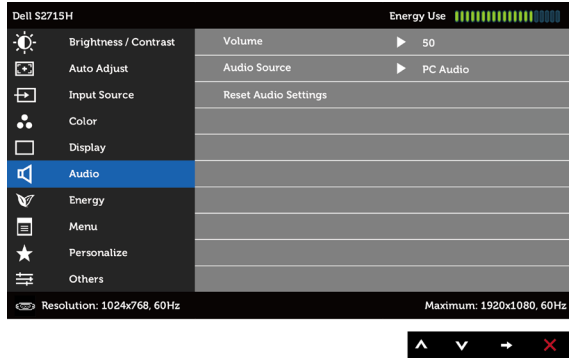 Dell S2715H Energy Use
Brightness / Contrast Volume 50
Auto Adjust Audio Source PC Audio
Input Source Reset Audio Settings
Color
Display
Audio
Energy
Menu
Personalize
Others
Resolution: 1024x768, 60Hz Maximum: 1920x1080, 60Hz